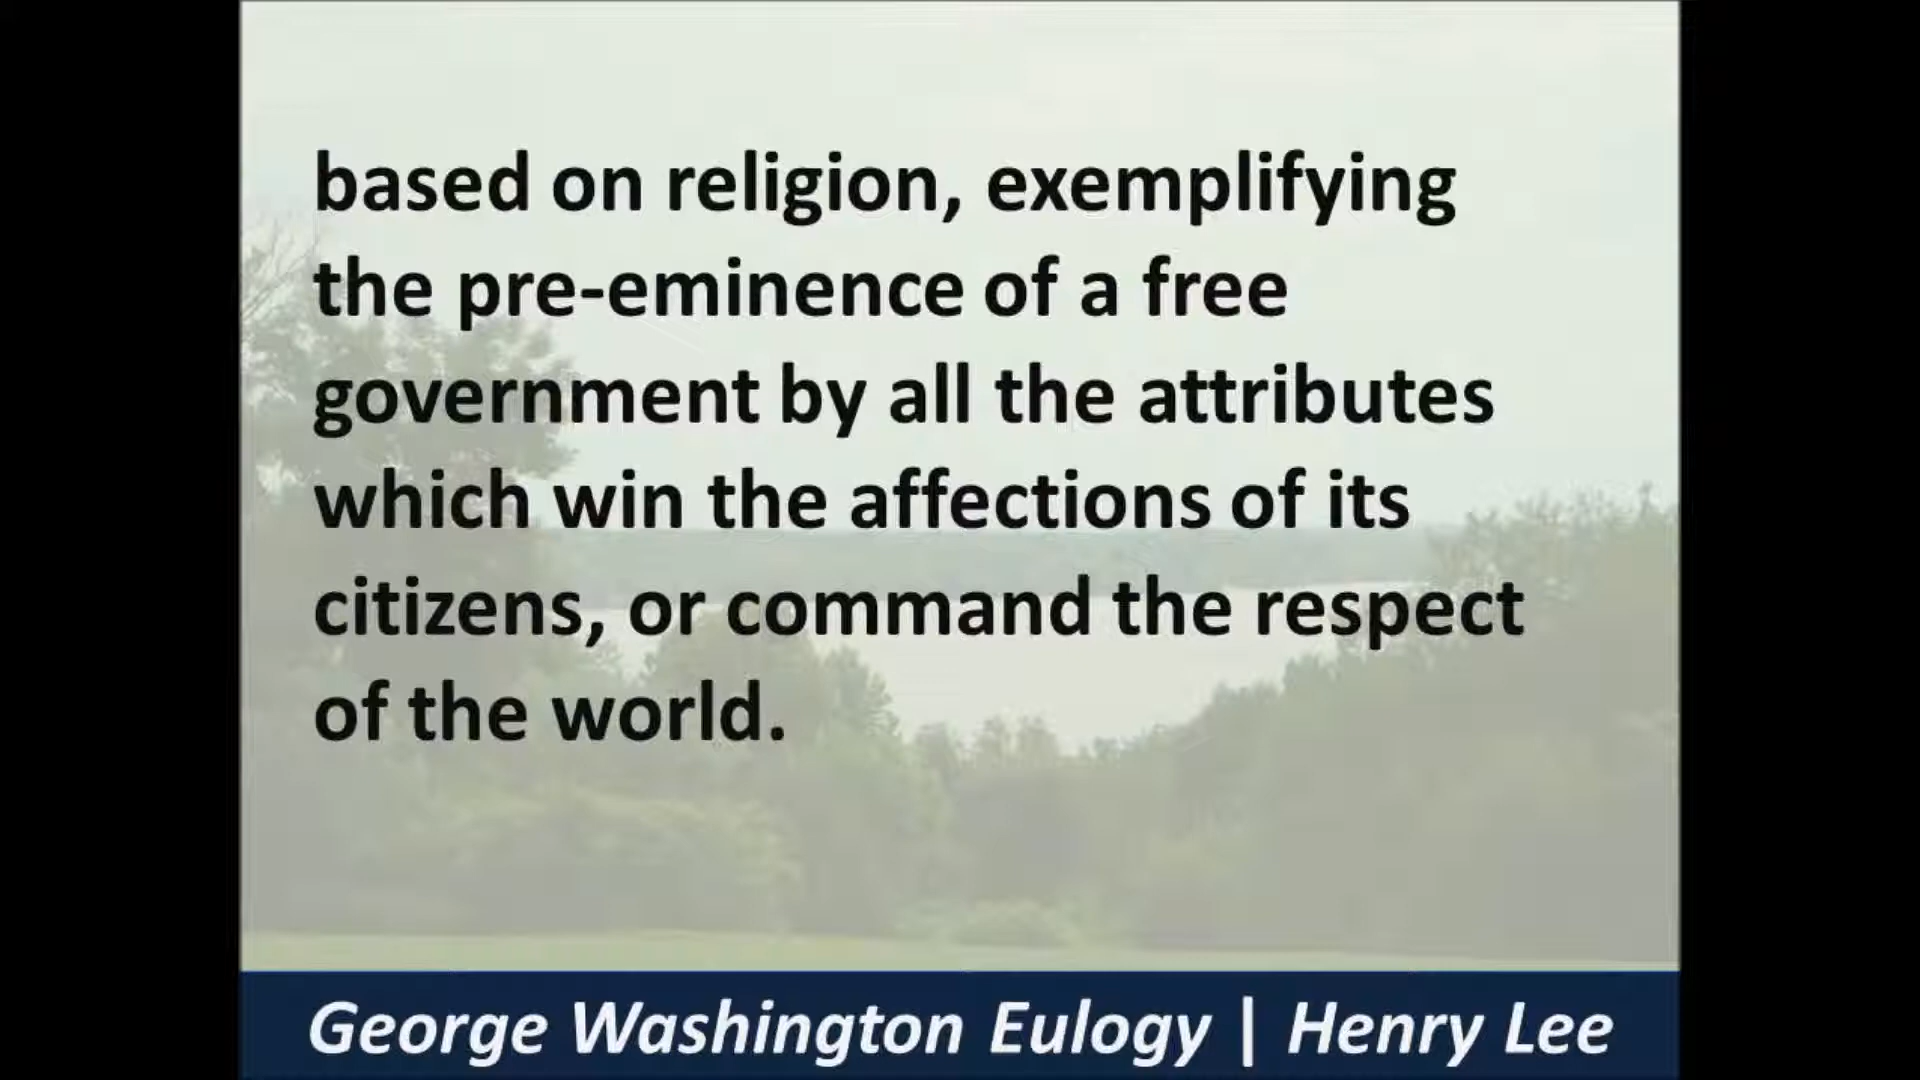 based on religion, exemplifying
the pre-eminence of a free
government by all the attributes
which win the affections of its
citizens, or command the respect
of the world.
George Washington Eulogy | Henry Lee